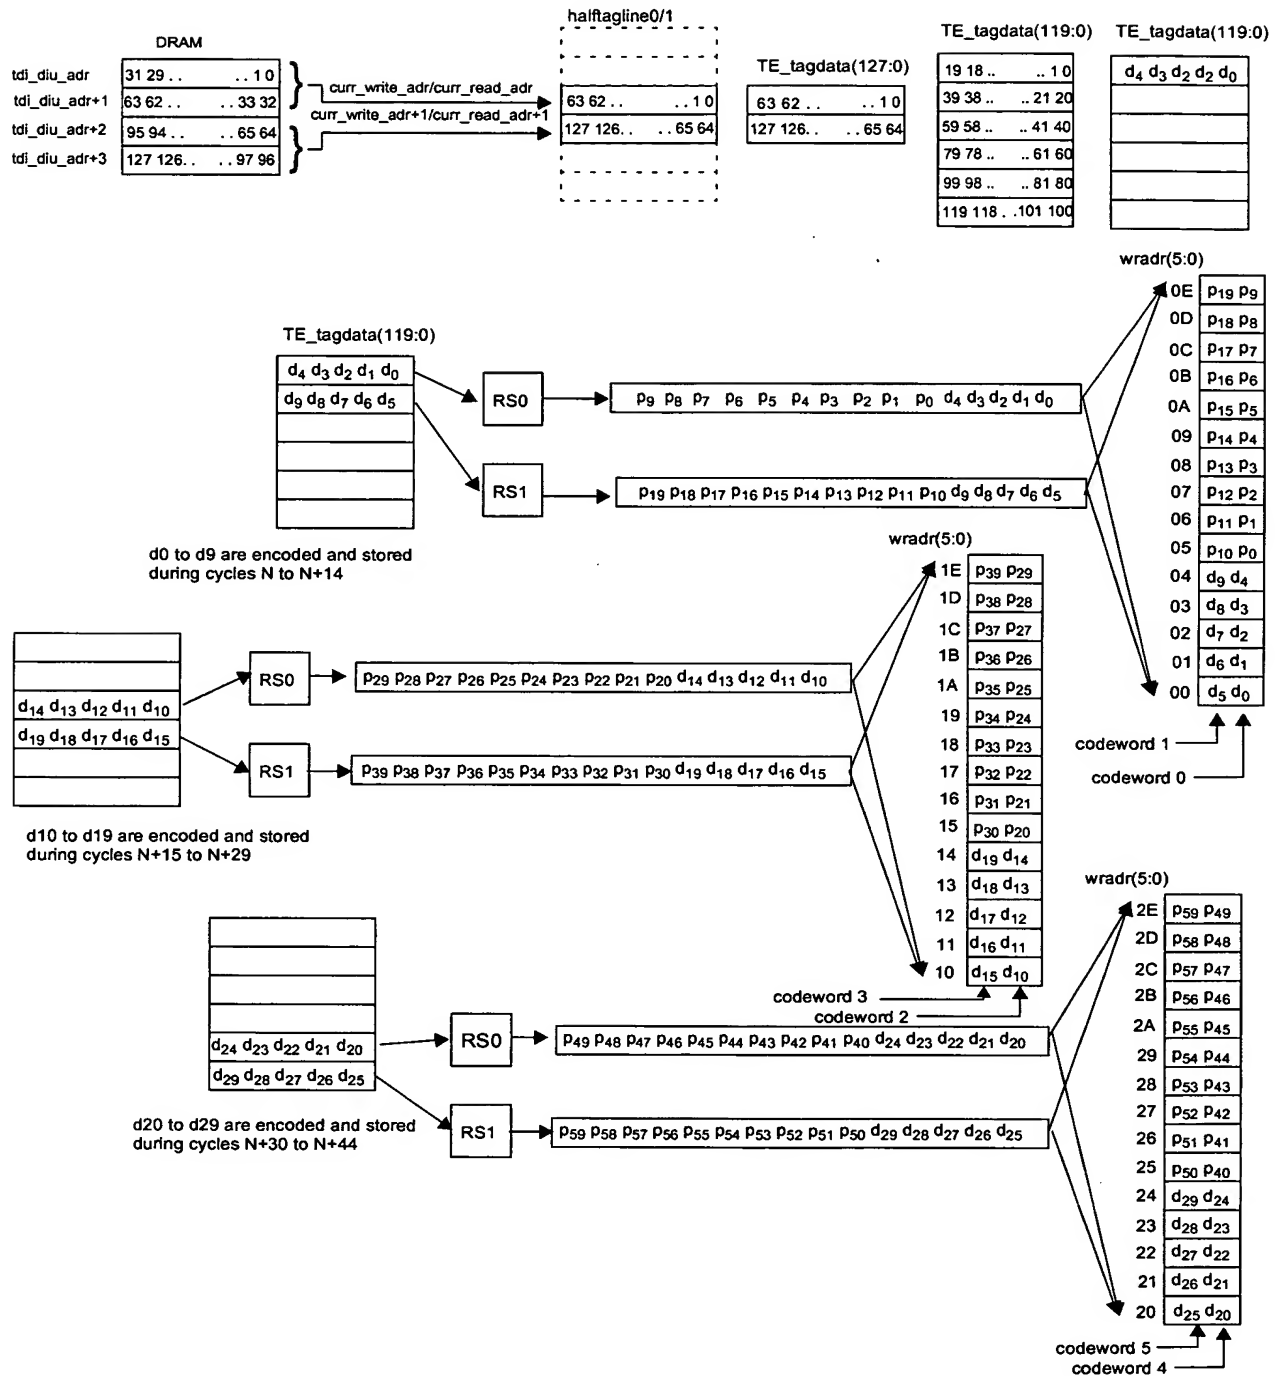 halftagline0/1
TE_tagdata(119:0) TE_tagdata(119:0)
DRAM
TE_tagdata(127:0)
tdi_diu_adr 31 29 . . . . 1 0
tdi_diu_adr+1 63 62 . . . . 33 32
tdi_diu_adr+2 95 94 . . . . 65 64
tdi_diu_adr+3 127 126. . . . 97 96
curr_write_adr/curr_read_adr
curr_write_adr+1/curr_read_adr+1
63 62 . . . . 1 0
127 126. . . . 65 64
63 62 . . . . 1 0
127 126. . . . 65 64
19 18 .. .. 1 0
39 38 .. .. 21 20
59 58 .. .. 41 40
79 78 .. .. 61 60
99 98 .. .. 81 80
119 118 . . .101 100
d4 d3 d2 d2 d0
wradr(5:0)
0E p19 p9
0D p18 p8
0C p17 p7
0B p16 p6
0A p15 p5
09 p14 p4
08 p13 p3
07 p12 p2
06 p11 p1
05 p10 p0
04 d9 d4
03 d8 d3
02 d7 d2
01 d6 d1
00 d5 d0
codeword 1
codeword 0
TE_tagdata(119:0)
d4 d3 d2 d1 d0
d9 d8 d7 d6 d5
RS0
p9 p8 p7 p6 p5 p4 p3 p2 p1 p0 d4 d3 d2 d1 d0
RS1
p19 p18 p17 p16 p15 p14 p13 p12 p11 p10 d9 d8 d7 d6 d5
d0 to d9 are encoded and stored
during cycles N to N+14
wradr(5:0)
1E p39 p29
1D p38 p28
1C p37 p27
1B p36 p26
1A p35 p25
19 p34 p24
18 p33 p23
17 p32 p22
16 p31 p21
15 p30 p20
14 d19 d14
13 d18 d13
12 d17 d12
11 d16 d11
10 d15 d10
codeword 3
codeword 2
d14 d13 d12 d11 d10
d19 d18 d17 d16 d15
RS0
p29 p28 p27 p26 p25 p24 p23 p22 p21 p20 d14 d13 d12 d11 d10
RS1
p39 p38 p37 p36 p35 p34 p33 p32 p31 p30 d19 d18 d17 d16 d15
d10 to d19 are encoded and stored
during cycles N+15 to N+29
wradr(5:0)
2E p59 p49
2D p58 p48
2C p57 p47
2B p56 p46
2A p55 p45
29 p54 p44
28 p53 p43
27 p52 p42
26 p51 p41
25 p50 p40
24 d29 d24
23 d28 d23
22 d27 d22
21 d26 d21
20 d25 d20
codeword 5
codeword 4
d24 d23 d22 d21 d20
d29 d28 d27 d26 d25
RS0
p49 p48 p47 p46 p45 p44 p43 p42 p41 p40 d24 d23 d22 d21 d20
RS1
p59 p58 p57 p56 p55 p54 p53 p52 p51 p50 d29 d28 d27 d26 d25
d20 to d29 are encoded and stored
during cycles N+30 to N+44